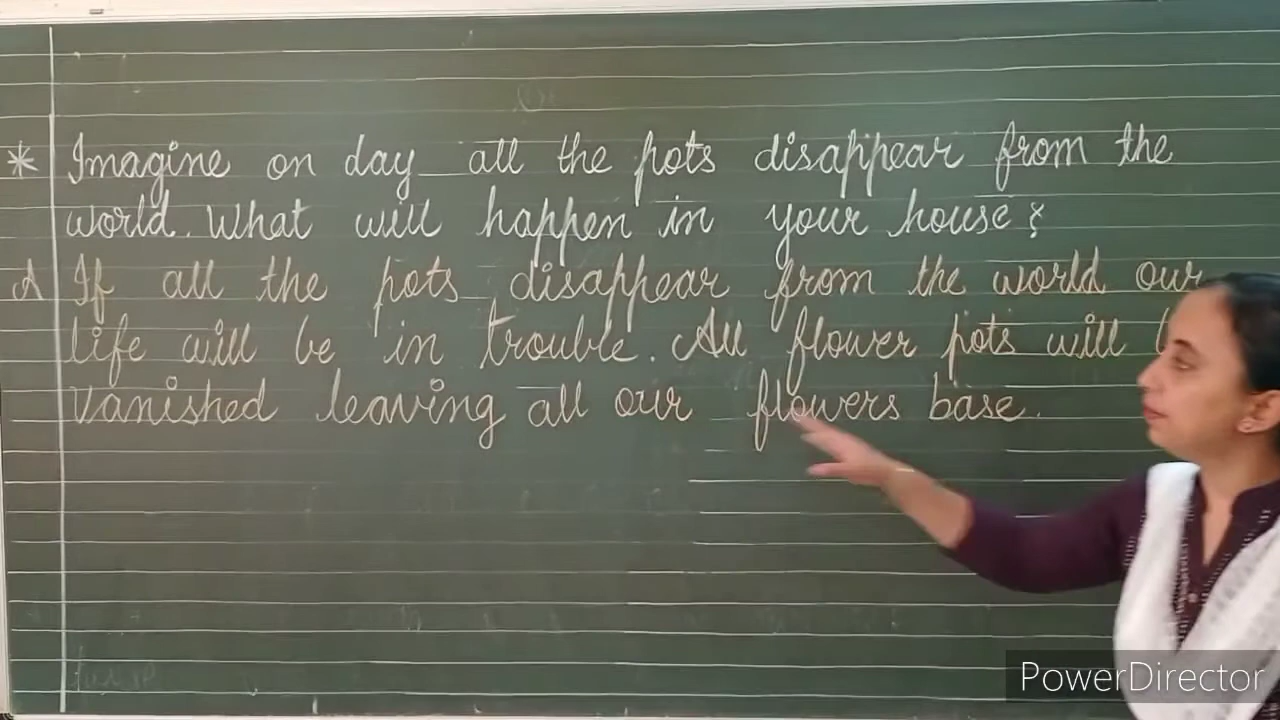 * Imagine on day all the pots disappear from the
world. What will happen in your house?
A If all the pots disappear from the world our
life will be in trouble. All flower pots will
vanished leaving all our flowers base.
PowerDirector